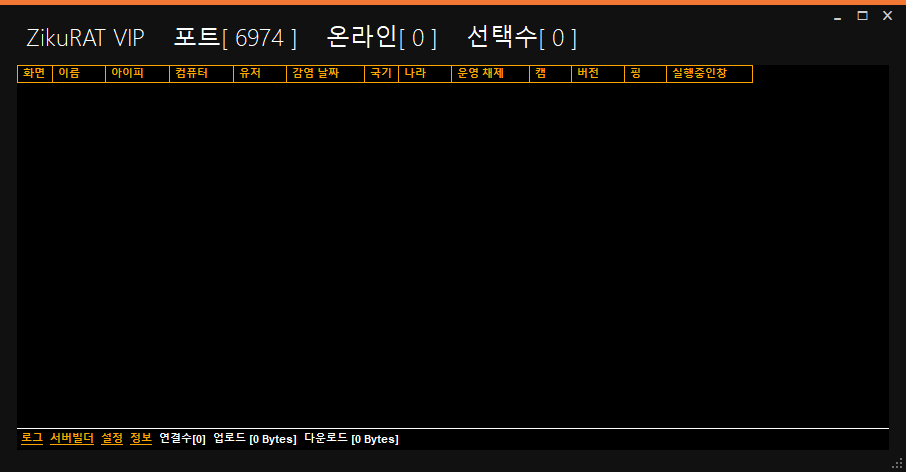 ZikuRAT VIP 포트[ 6974 ] 온라인[ 0 ] 선택수[ 0 ]
화면 이름 아이피 컴퓨터 유저 감염 날짜 국기 나라 운영 채제 캠 버전 핑 실행중인창
로그 서버빌더 설정 정보 연결수[0] 업로드 [0 Bytes] 다운로드 [0 Bytes]